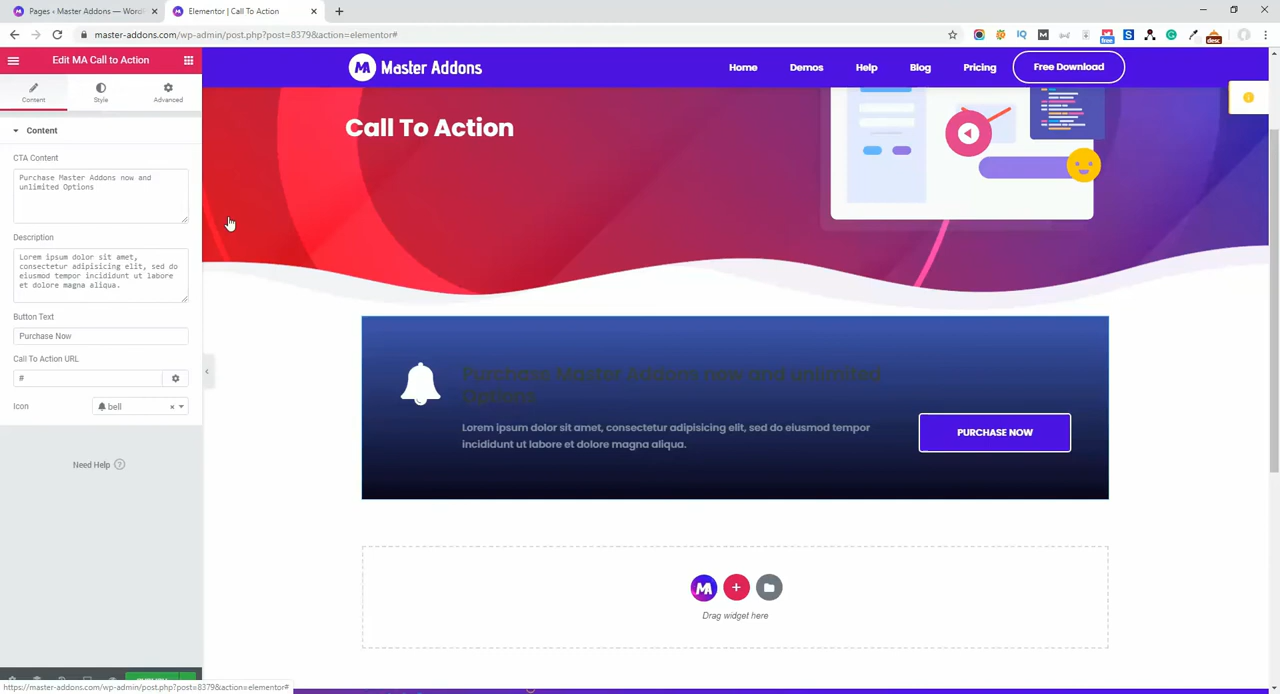 Pages ‹ Master Addons — WordP
Elementor | Call To Action
master-addons.com/wp-admin/post.php?post=8379&action=elementor#
Edit MA Call to Action
Master Addons
Home
Demos
Help
Blog
Pricing
Free Download
Content
Style
Advanced
Call To Action
Content
CTA Content
Purchase Master Addons now and
unlimited Options
Description
Lorem ipsum dolor sit amet,
consectetur adipisicing elit, sed do
eiusmod tempor incididunt ut labore
et dolore magna aliqua.
Button Text
Purchase Now
Call To Action URL
#
Icon
bell
Need Help
Purchase Master Addons now and unlimited
Options
Lorem ipsum dolor sit amet, consectetur adipisicing elit, sed do eiusmod tempor
incididunt ut labore et dolore magna aliqua.
PURCHASE NOW
Drag widget here
https://master-addons.com/wp-admin/post.php?post=8379&action=elementor#